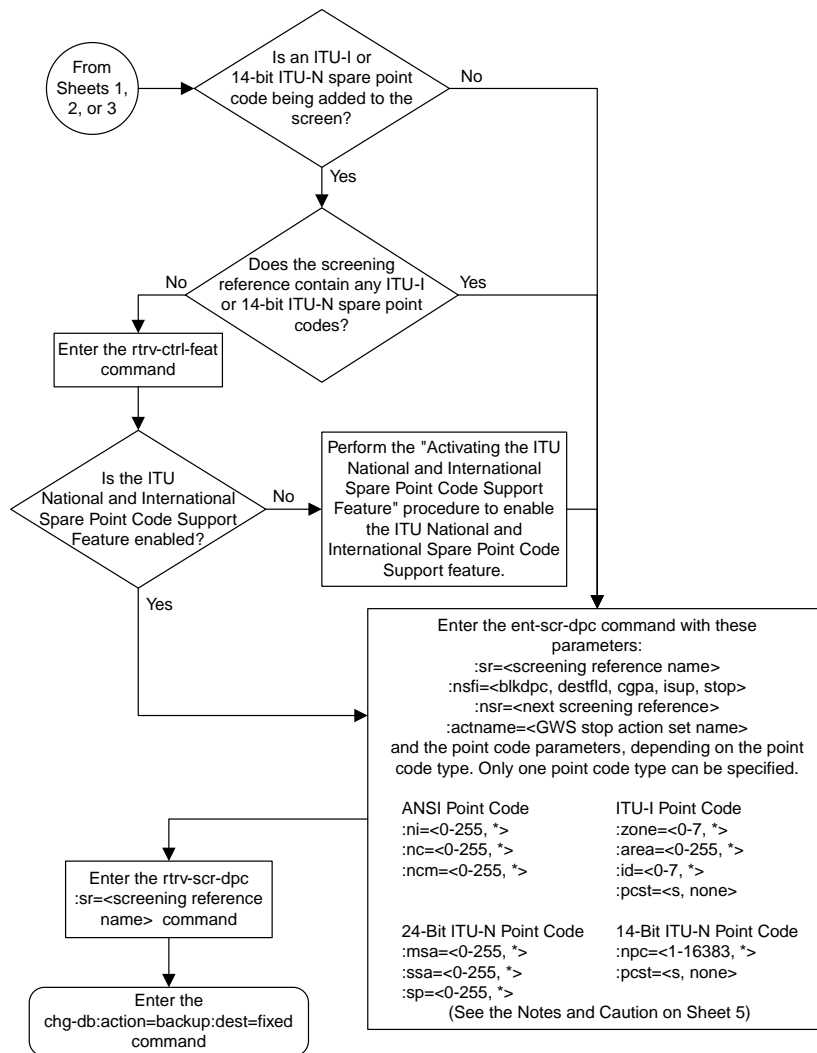 From
Sheets 1,
2, or 3
Is an ITU-I or
14-bit ITU-N spare point
code being added to the
screen?
No
Yes
Does the screening
reference contain any ITU-I
or 14-bit ITU-N spare point
codes?
No
Yes
Enter the rtrv-ctrl-feat
command
Is the ITU
National and International
Spare Point Code Support
Feature enabled?
No
Yes
Perform the "Activating the ITU
National and International
Spare Point Code Support
Feature" procedure to enable
the ITU National and
International Spare Point Code
Support feature.
Enter the ent-scr-dpc command with these
parameters:
:sr=<screening reference name>
:nsfi=<blkdpc, destfld, cgpa, isup, stop>
:nsr=<next screening reference>
:actname=<GWS stop action set name>
and the point code parameters, depending on the point
code type. Only one point code type can be specified.
ANSI Point Code
:ni=<0-255, *>
:nc=<0-255, *>
:ncm=<0-255, *>
ITU-I Point Code
:zone=<0-7, *>
:area=<0-255, *>
:id=<0-7, *>
:pcst=<s, none>
24-Bit ITU-N Point Code
:msa=<0-255, *>
:ssa=<0-255, *>
:sp=<0-255, *>
14-Bit ITU-N Point Code
:npc=<1-16383, *>
:pcst=<s, none>
(See the Notes and Caution on Sheet 5)
Enter the rtrv-scr-dpc
:sr=<screening reference
name> command
Enter the
chg-db:action=backup:dest=fixed
command